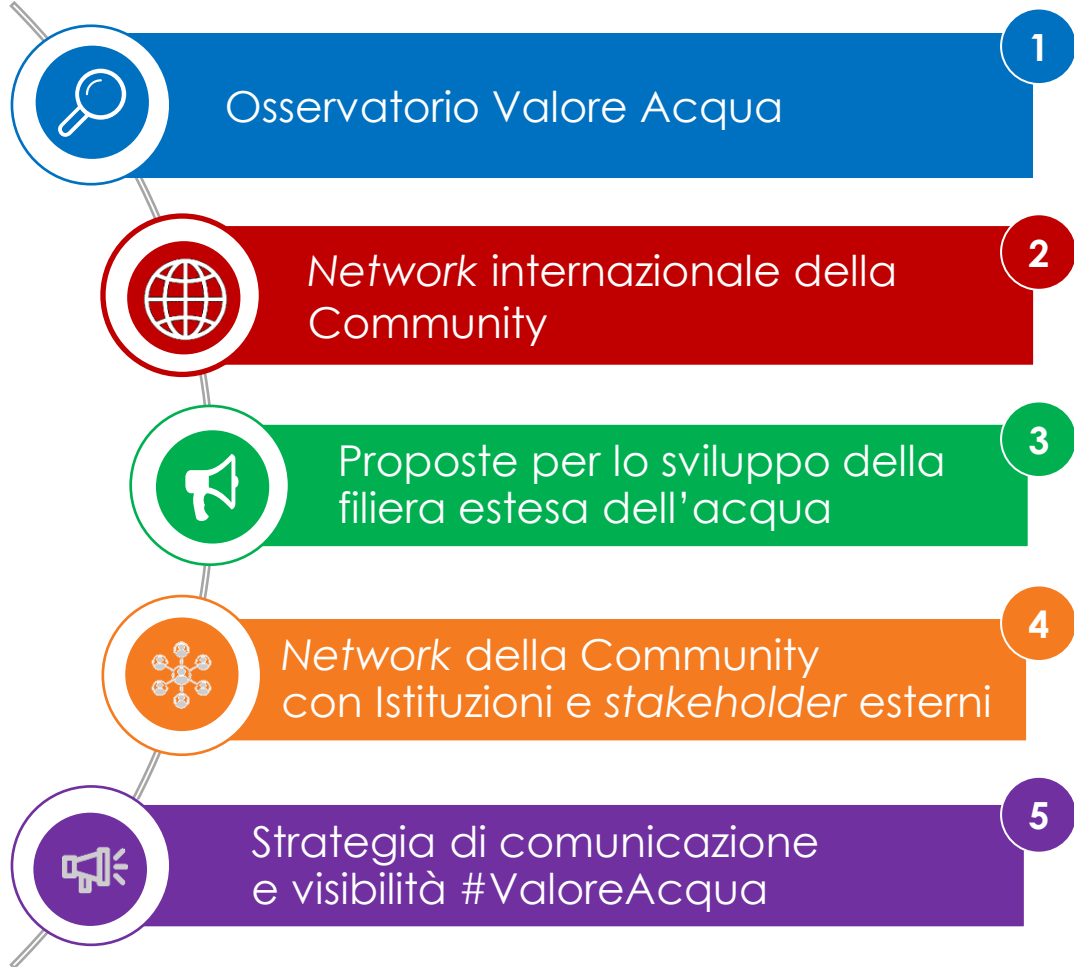 1
Osservatorio Valore Acqua
2
Network internazionale della
Community
3
Proposte per lo sviluppo della
filiera estesa dell’acqua
4
Network della Community
con Istituzioni e stakeholder esterni
5
Strategia di comunicazione
e visibilità #ValoreAcqua